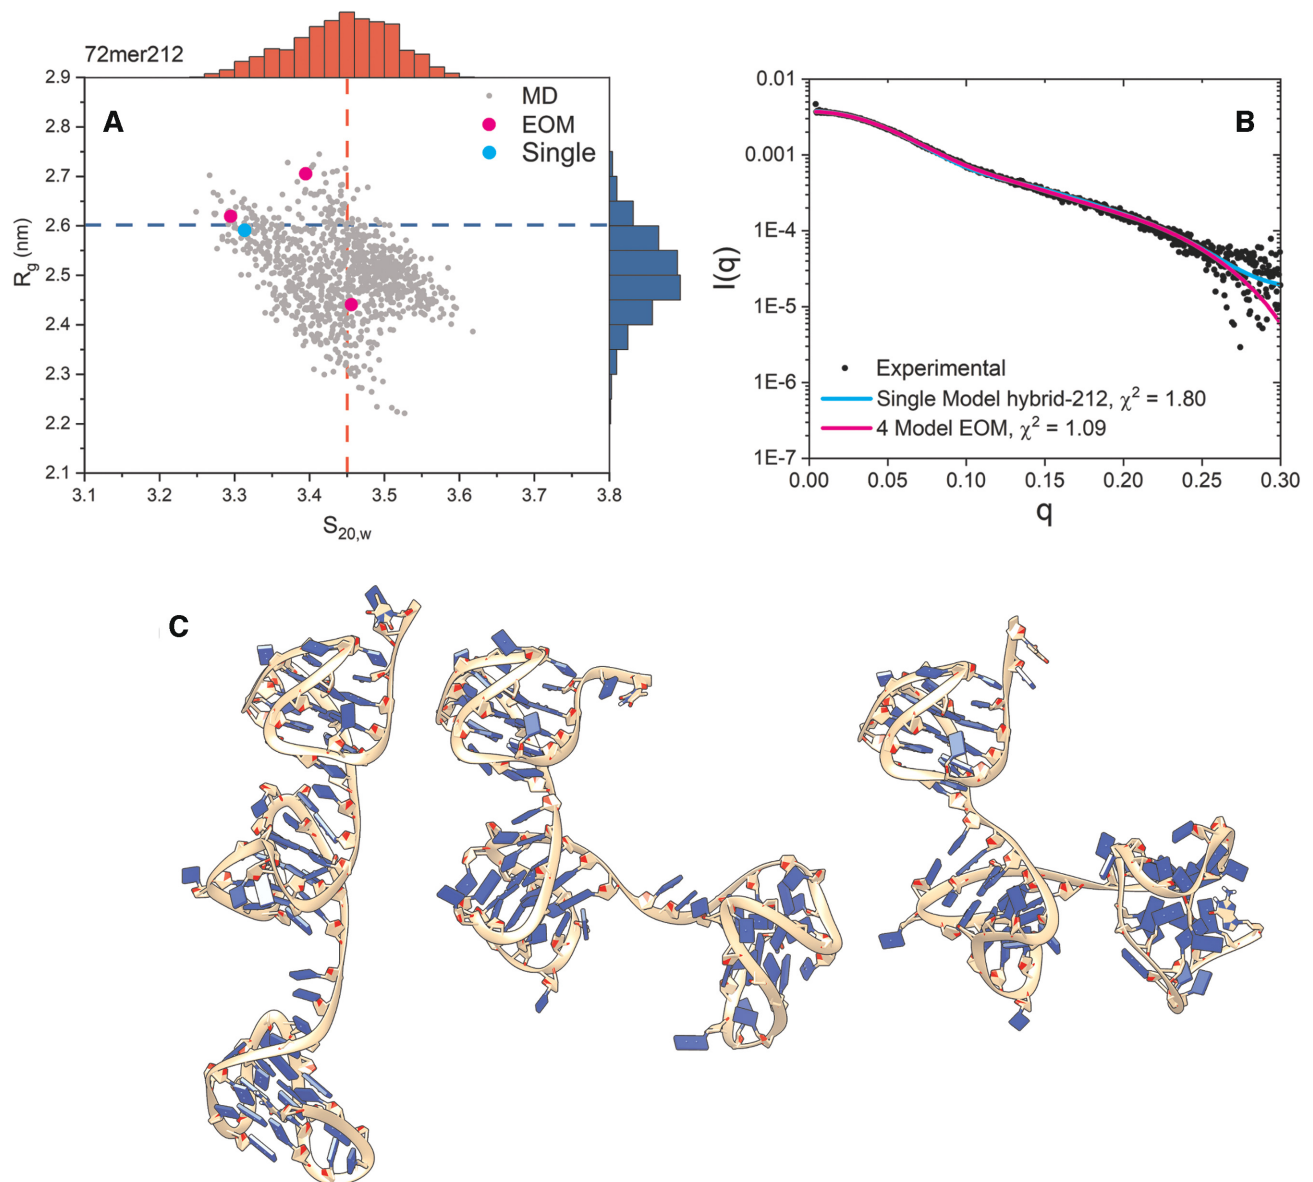 72mer212
A
MD
EOM
Single
2.9
2.8
2.7
2.6
2.5
2.4
2.3
2.2
2.1
Rg (nm)
3.1 3.2 3.3 3.4 3.5 3.6 3.7 3.8
S20,w
B
0.01
0.001
1E-4
1E-5
1E-6
1E-7
I(q)
Experimental
Single Model hybrid-212, χ² = 1.80
4 Model EOM, χ² = 1.09
0.00 0.05 0.10 0.15 0.20 0.25 0.30
q
C